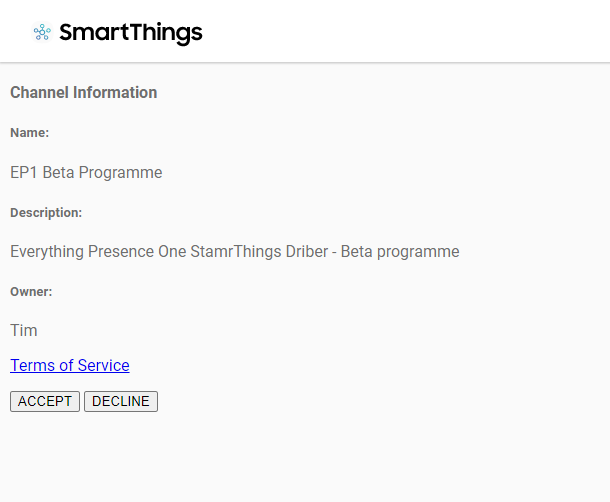 SmartThings
Channel Information
Name:
EP1 Beta Programme
Description:
Everything Presence One StamrThings Driber - Beta programme
Owner:
Tim
Terms of Service
ACCEPT DECLINE